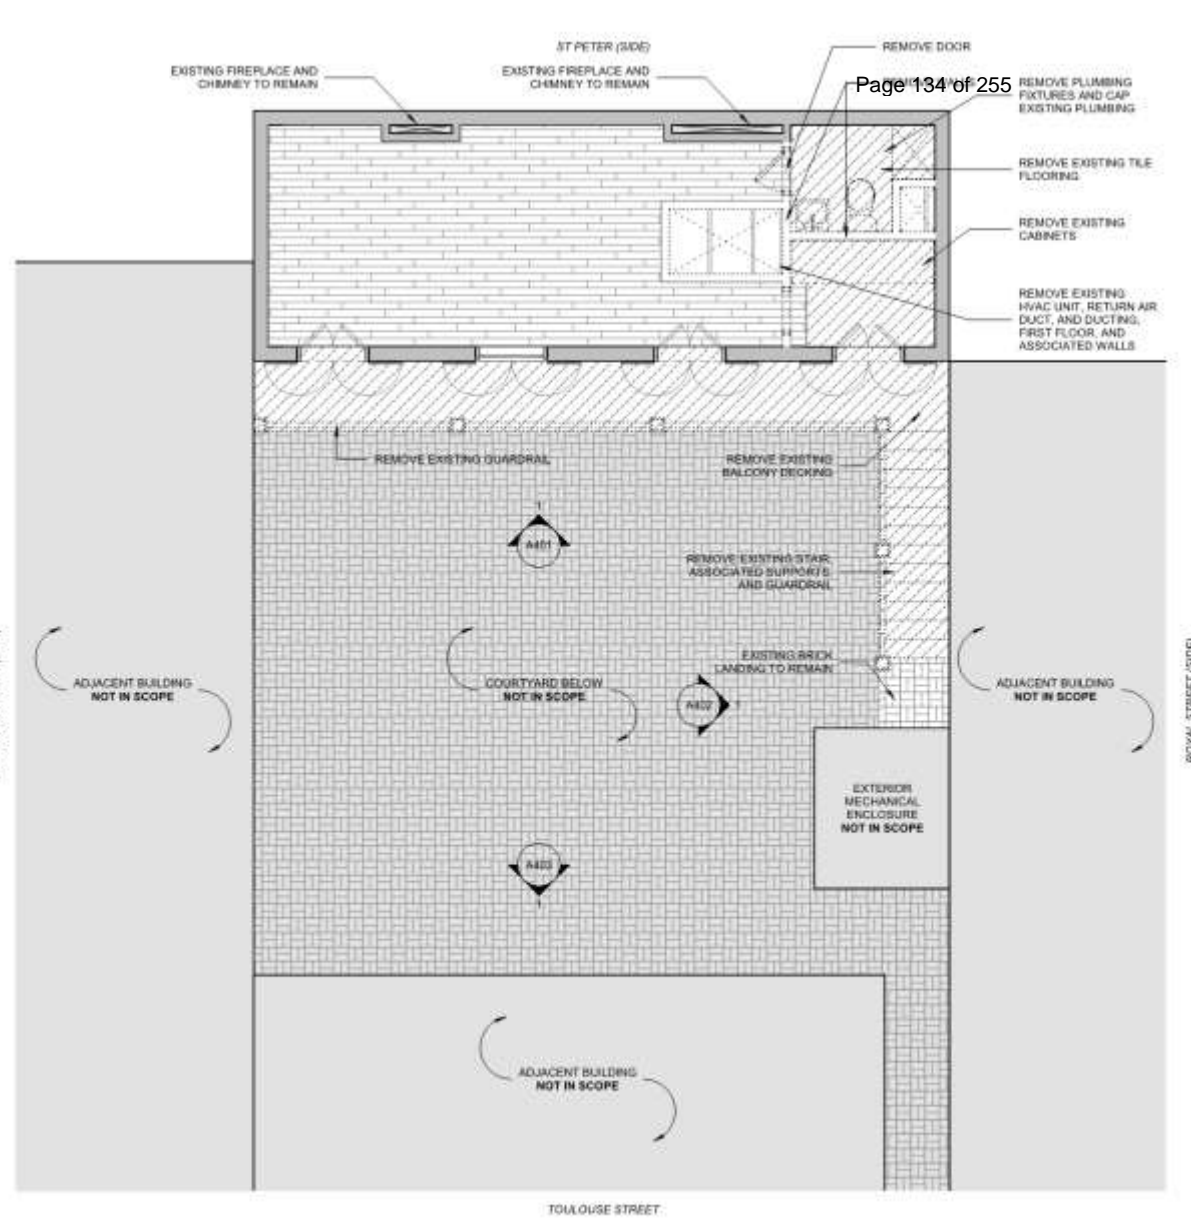 ST PETER (SIDE)
REMOVE DOOR
EXISTING FIREPLACE AND
CHIMNEY TO REMAIN
EXISTING FIREPLACE AND
CHIMNEY TO REMAIN
Page 134 of 255
REMOVE PLUMBING
FIXTURES AND CAP
EXISTING PLUMBING
REMOVE EXISTING TILE
FLOORING
REMOVE EXISTING
CABINETS
REMOVE EXISTING
HVAC UNIT, RETURN AIR
DUCT, AND DUCTING,
FIRST FLOOR, AND
ASSOCIATED WALLS
REMOVE EXISTING GUARDRAIL
REMOVE EXISTING
BALCONY DECKING
1
A401
REMOVE EXISTING STAIR,
ASSOCIATED SUPPORTS,
AND GUARDRAIL
EXISTING BRICK
LANDING TO REMAIN
ADJACENT BUILDING
NOT IN SCOPE
COURTYARD BELOW
NOT IN SCOPE
A402
1
ADJACENT BUILDING
NOT IN SCOPE
ROYAL STREET (SIDE)
EXTERIOR
MECHANICAL
ENCLOSURE
NOT IN SCOPE
A403
1
ADJACENT BUILDING
NOT IN SCOPE
TOULOUSE STREET